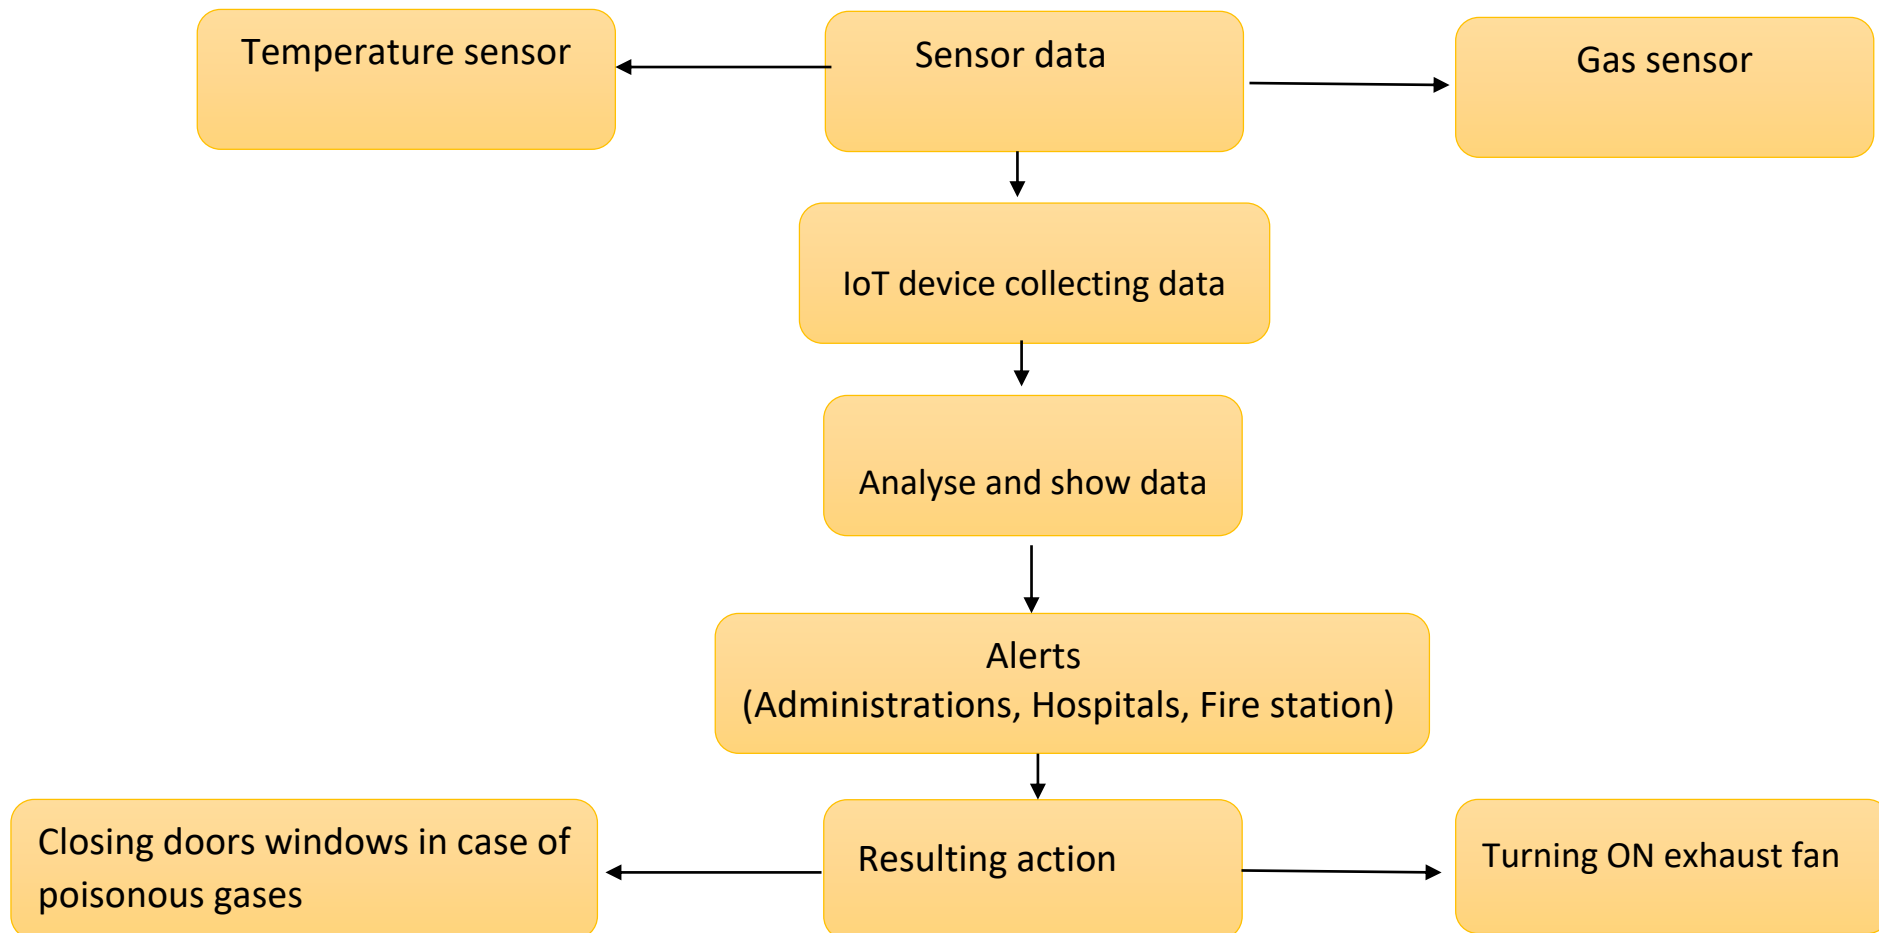 Temperature sensor
Sensor data
Gas sensor
IoT device collecting data
Analyse and show data
Alerts
(Administrations, Hospitals, Fire station)
Closing doors windows in case of
poisonous gases
Resulting action
Turning ON exhaust fan